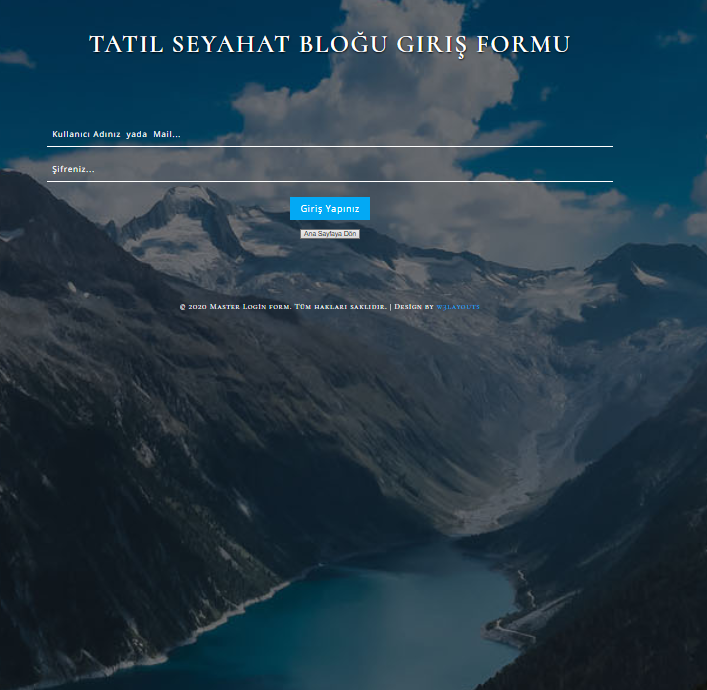 TATIL SEYAHAT BLOĞU GIRIŞ FORMU
Kullanıcı Adınız yada Mail...
Şifreniz...
Giriş Yapınız
Ana Sayfaya Dön
© 2020 Master Login form. Tüm hakları saklıdır. | Design by w3layouts